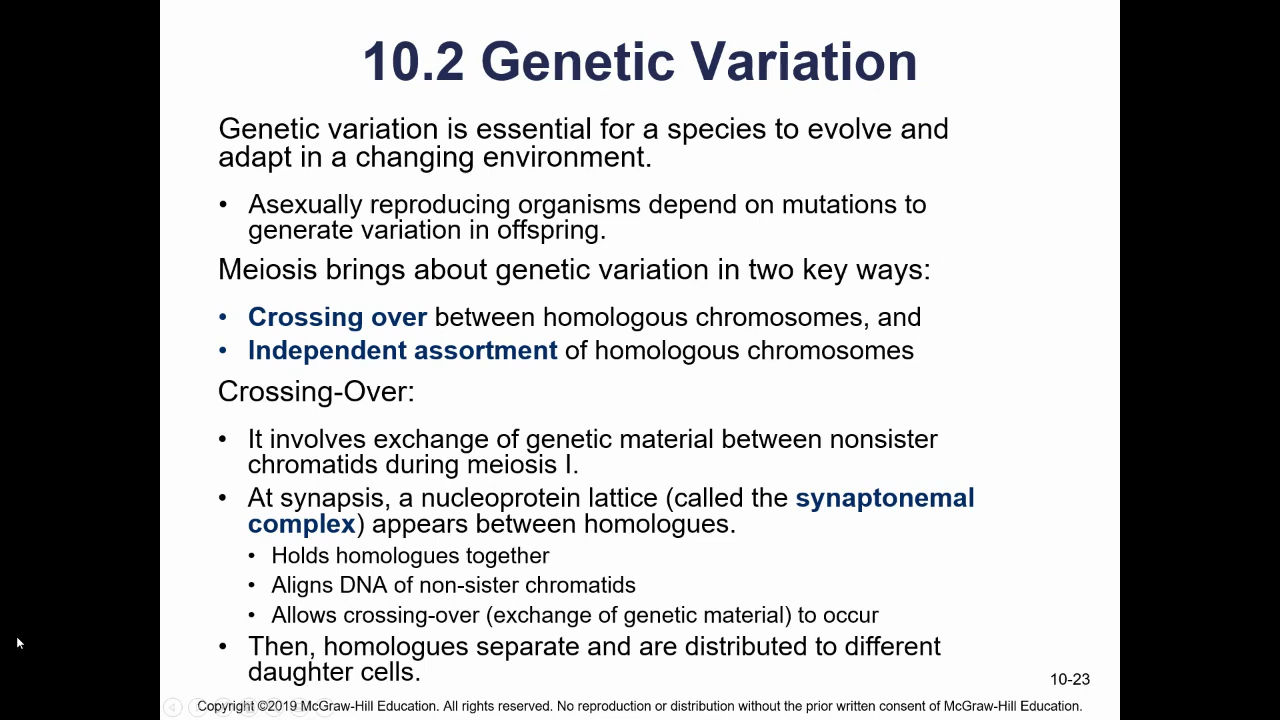 10.2 Genetic Variation
Genetic variation is essential for a species to evolve and
adapt in a changing environment.
• Asexually reproducing organisms depend on mutations to
generate variation in offspring.
Meiosis brings about genetic variation in two key ways:
• Crossing over between homologous chromosomes, and
• Independent assortment of homologous chromosomes
Crossing-Over:
• It involves exchange of genetic material between nonsister
chromatids during meiosis I.
• At synapsis, a nucleoprotein lattice (called the synaptonemal
complex) appears between homologues.
• Holds homologues together
• Aligns DNA of non-sister chromatids
• Allows crossing-over (exchange of genetic material) to occur
• Then, homologues separate and are distributed to different
daughter cells.
10-23
Copyright ©2019 McGraw-Hill Education. All rights reserved. No reproduction or distribution without the prior written consent of McGraw-Hill Education.